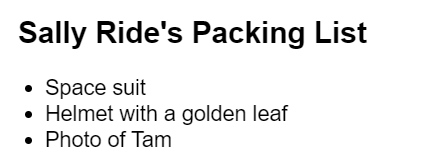 Sally Ride's Packing List
Space suit
Helmet with a golden leaf
Photo of Tam